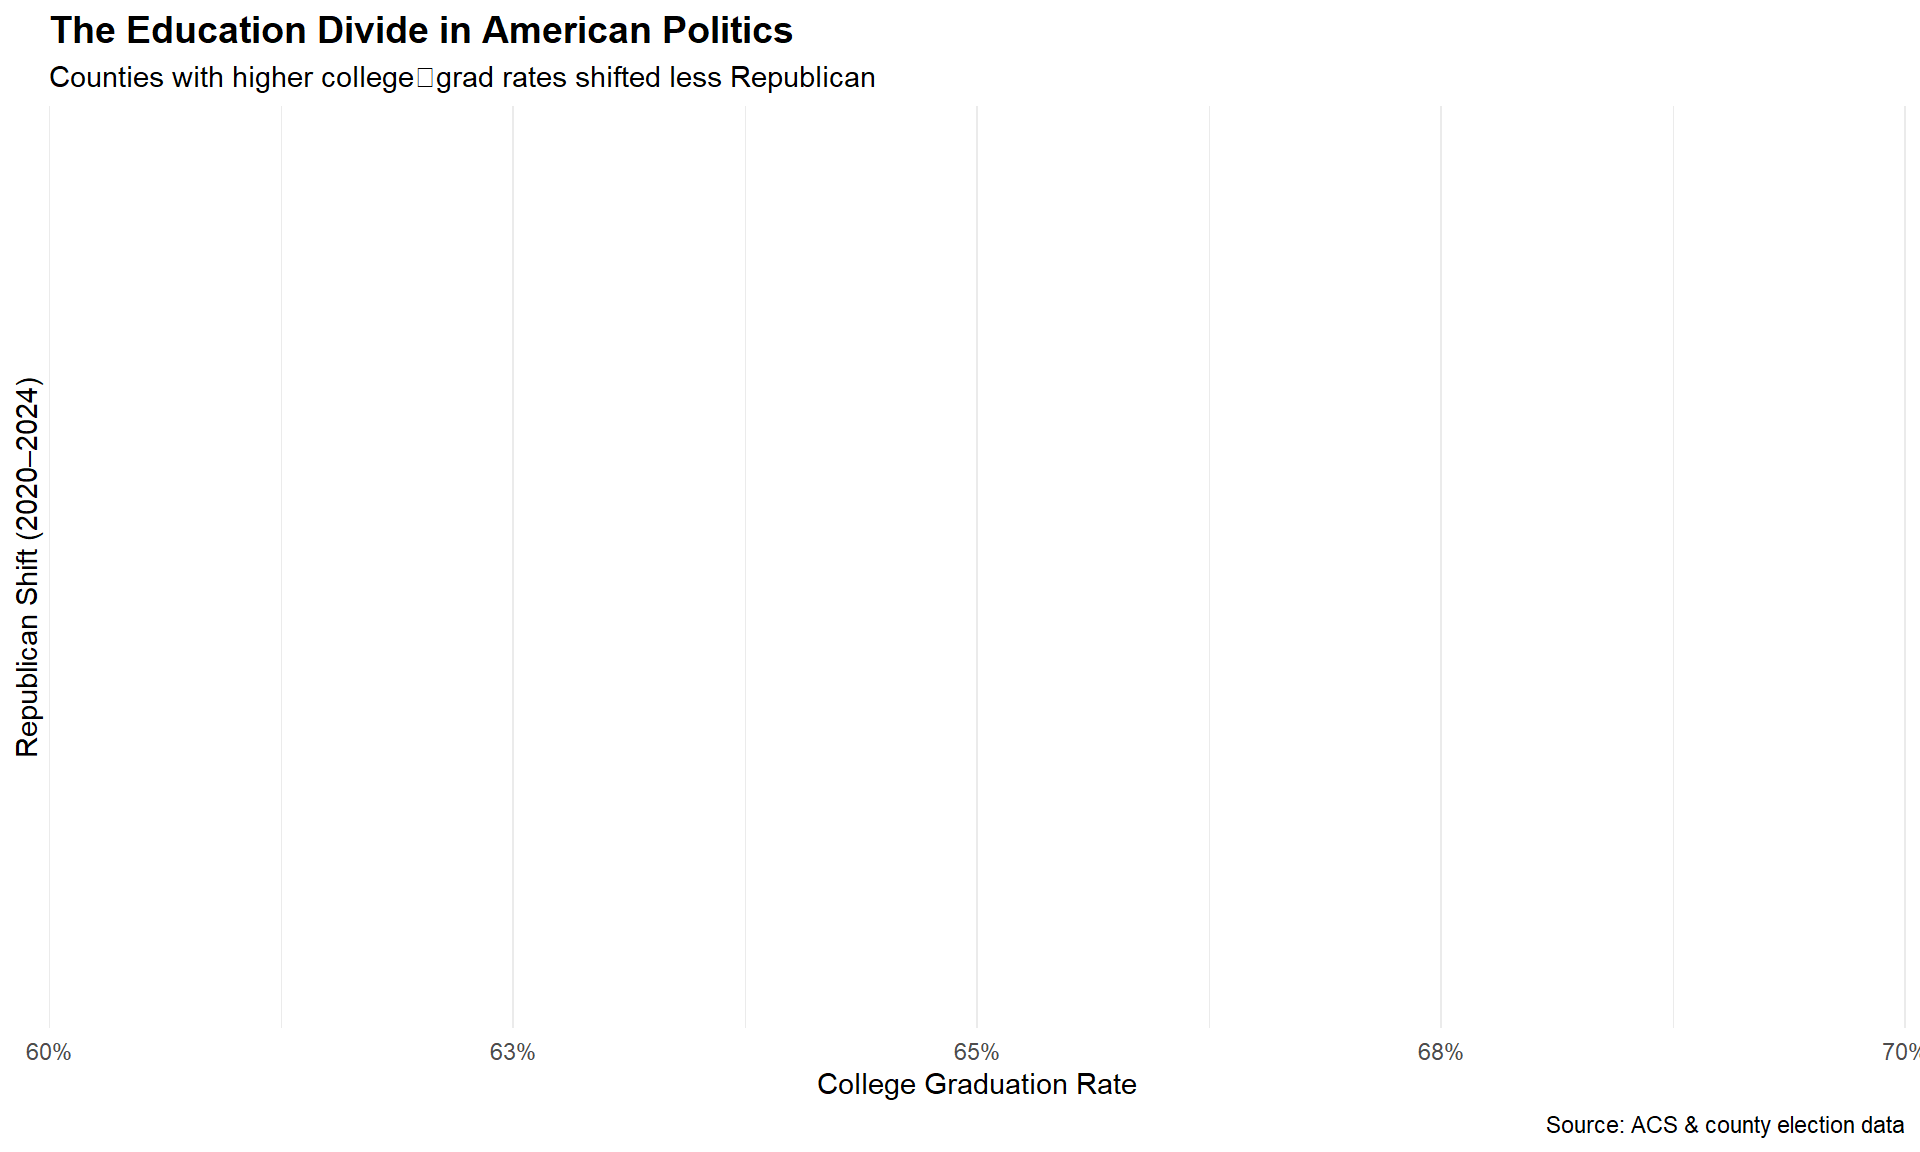 The Education Divide in American Politics
Counties with higher college□grad rates shifted less Republican
Republican Shift (2020–2024)
60% 63% 65% 68% 70%
College Graduation Rate
Source: ACS & county election data